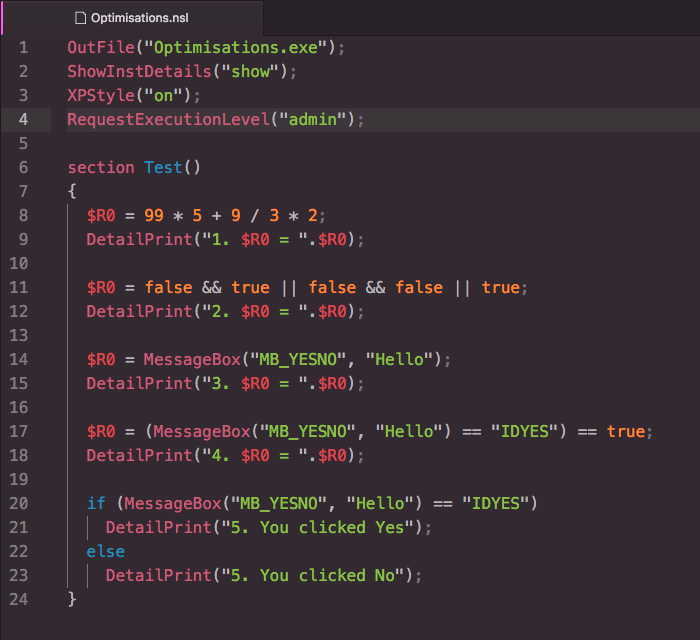 Optimisations.nsl
1 OutFile("Optimisations.exe");
2 ShowInstDetails("show");
3 XPStyle("on");
4 RequestExecutionLevel("admin");
5
6 section Test()
7 {
8 $R0 = 99 * 5 + 9 / 3 * 2;
9 DetailPrint("1. $R0 = ".$R0);
10
11 $R0 = false && true || false && false || true;
12 DetailPrint("2. $R0 = ".$R0);
13
14 $R0 = MessageBox("MB_YESNO", "Hello");
15 DetailPrint("3. $R0 = ".$R0);
16
17 $R0 = (MessageBox("MB_YESNO", "Hello") == "IDYES") == true;
18 DetailPrint("4. $R0 = ".$R0);
19
20 if (MessageBox("MB_YESNO", "Hello") == "IDYES")
21 DetailPrint("5. You clicked Yes");
22 else
23 DetailPrint("5. You clicked No");
24 }